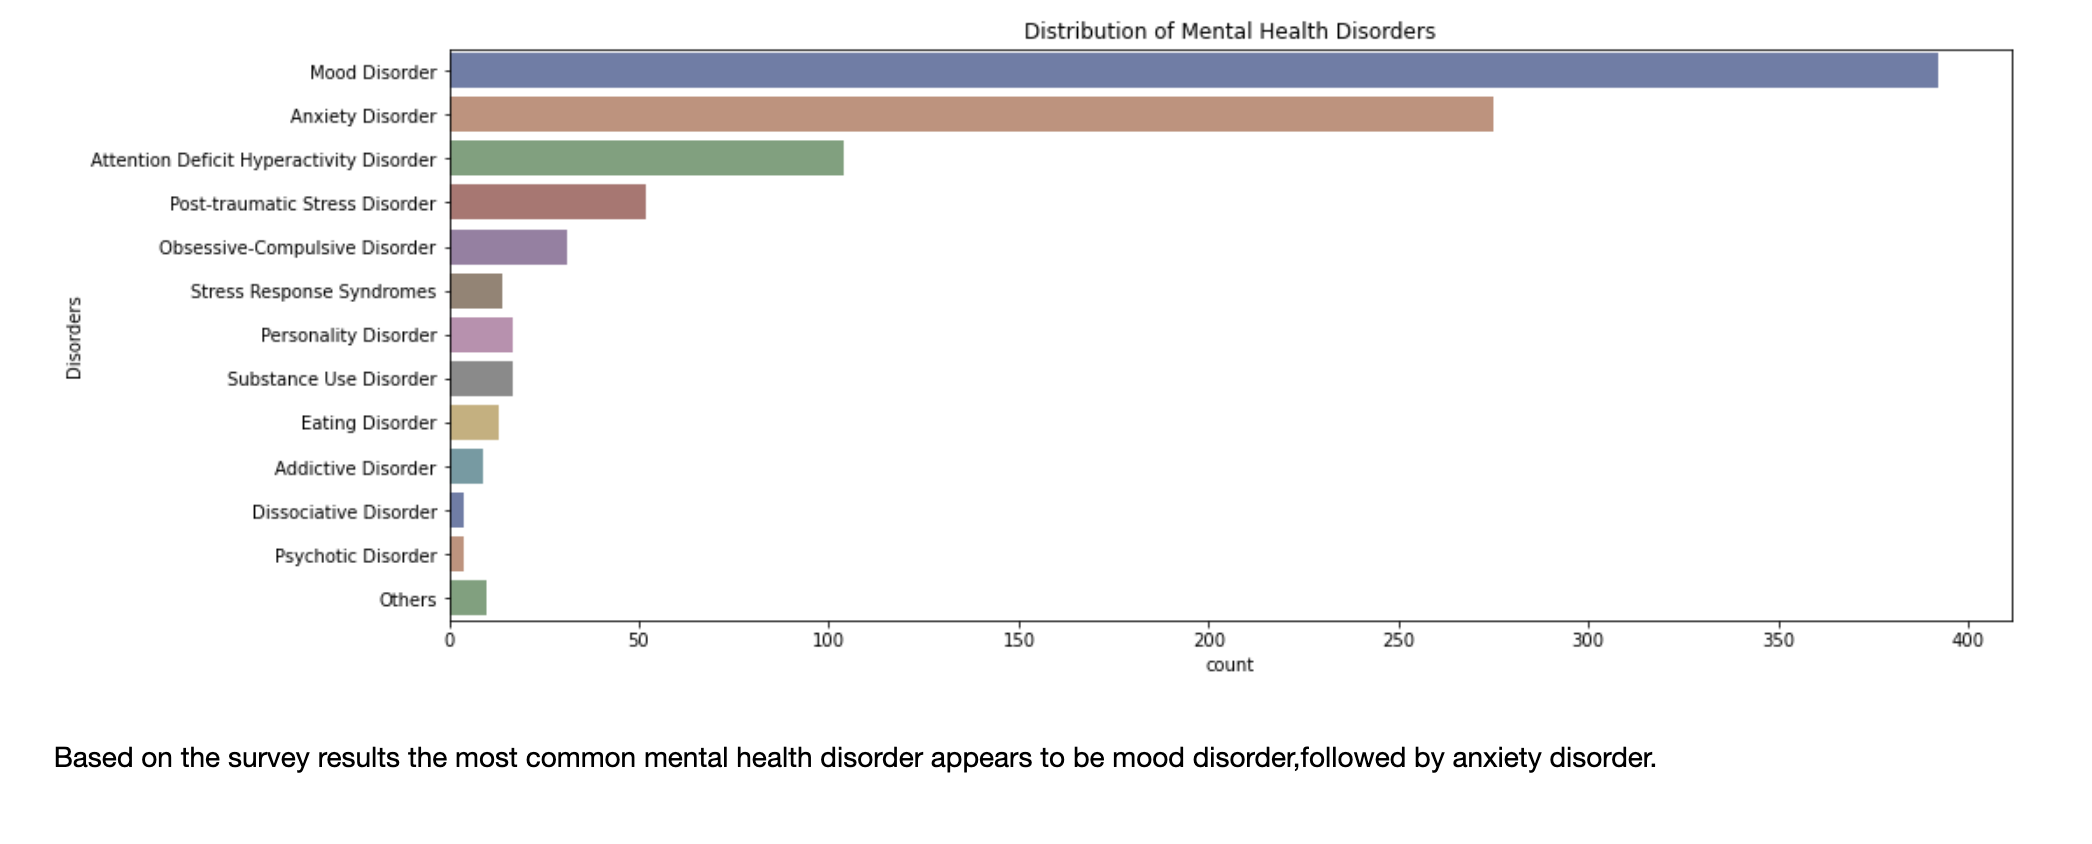 Distribution of Mental Health Disorders
Mood Disorder
Anxiety Disorder
Attention Deficit Hyperactivity Disorder
Post-traumatic Stress Disorder
Obsessive-Compulsive Disorder
Stress Response Syndromes
Personality Disorder
Substance Use Disorder
Eating Disorder
Addictive Disorder
Dissociative Disorder
Psychotic Disorder
Others
Disorders
0 50 100 150 200 250 300 350 400
count
Based on the survey results the most common mental health disorder appears to be mood disorder,followed by anxiety disorder.